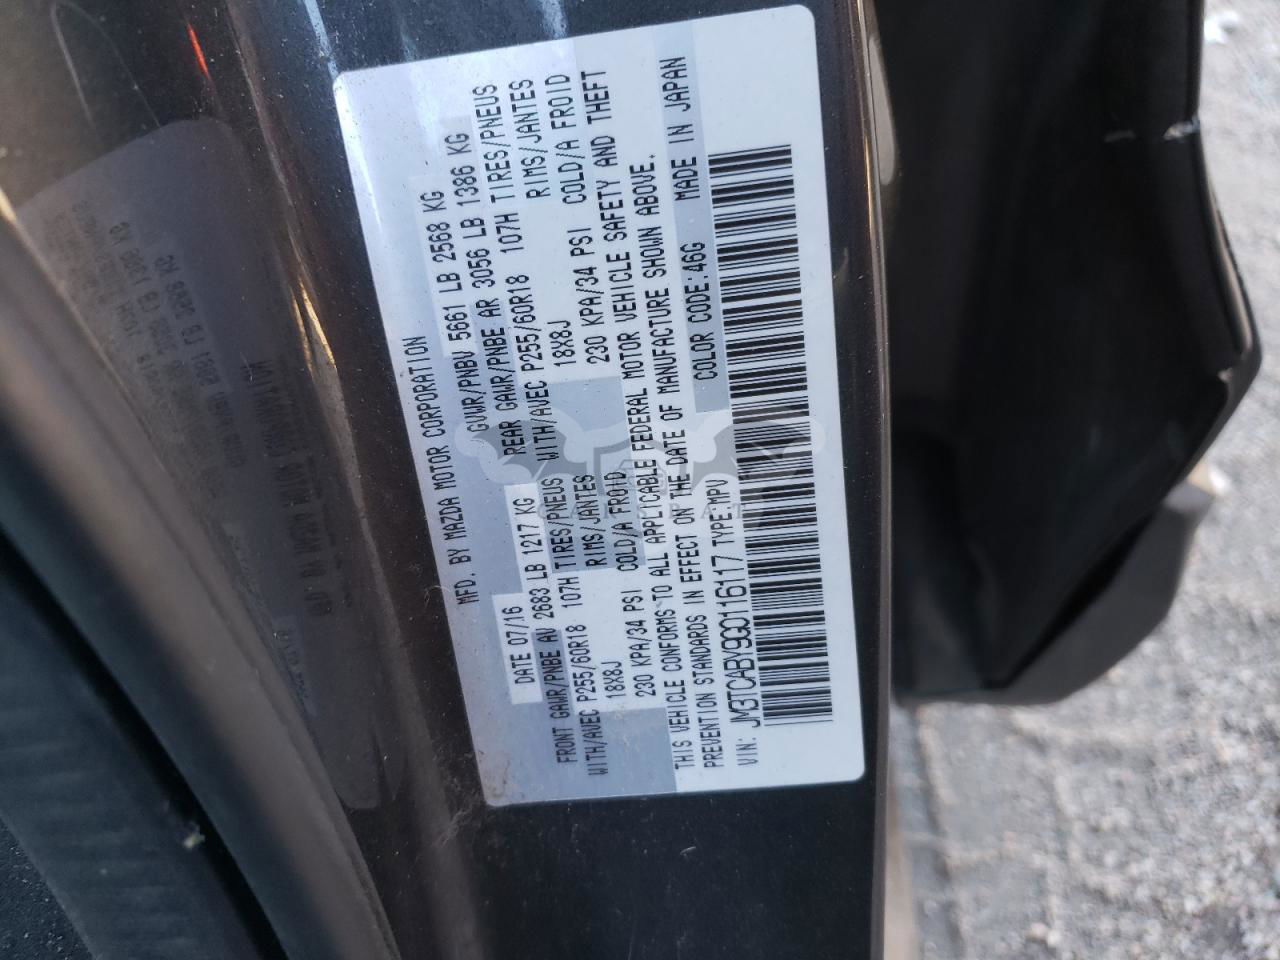 MFD. BY MAZDA MOTOR CORPORATION
DATE 07/16 GVWR/PNBV 5661 LB 2568 KG
FRONT GAWR/PNBE AV 2683 LB 1217 KG REAR GAWR/PNBE AR 3056 LB 1386 KG
WITH/AVEC P255/60R18 107H TIRES/PNEUS WITH/AVEC P255/60R18 107H TIRES/PNEUS
18X8J RIMS/JANTES 18X8J RIMS/JANTES
230 KPA/34 PSI COLD/A FROID 230 KPA/34 PSI COLD/A FROID
THIS VEHICLE CONFORMS TO ALL APPLICABLE FEDERAL MOTOR VEHICLE SAFETY AND THEFT
PREVENTION STANDARDS IN EFFECT ON THE DATE OF MANUFACTURE SHOWN ABOVE.
COLOR CODE:46G MADE IN JAPAN
VIN: JM3TCABY9G0116117 TYPE:MPV